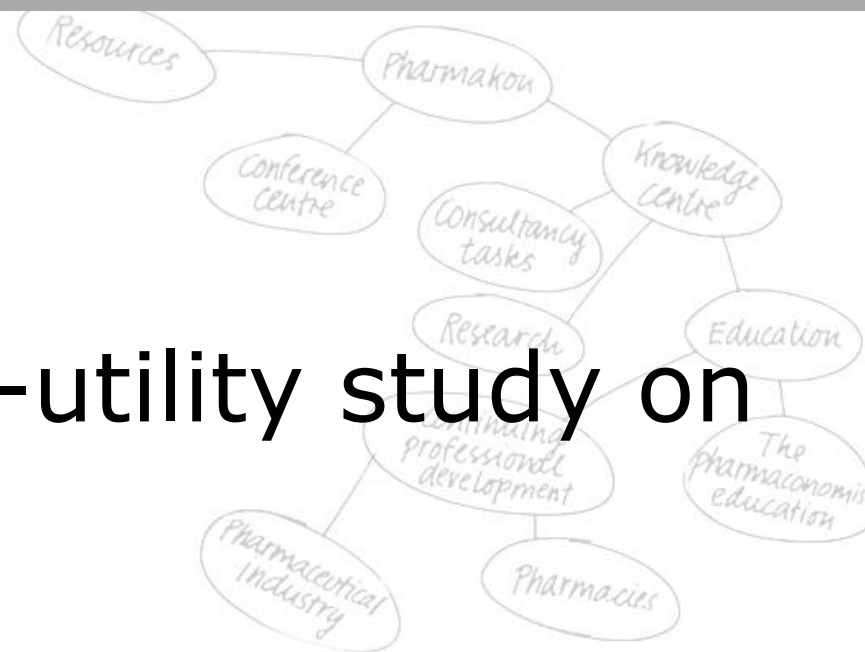 Resources
Pharmakon
Conference
centre
Knowledge
centre
Consultancy
tasks
Research
Education
-utility study on
Continuing
professional
development
The
pharmaconomis
education
Pharmaceutical
Industry
Pharmacies